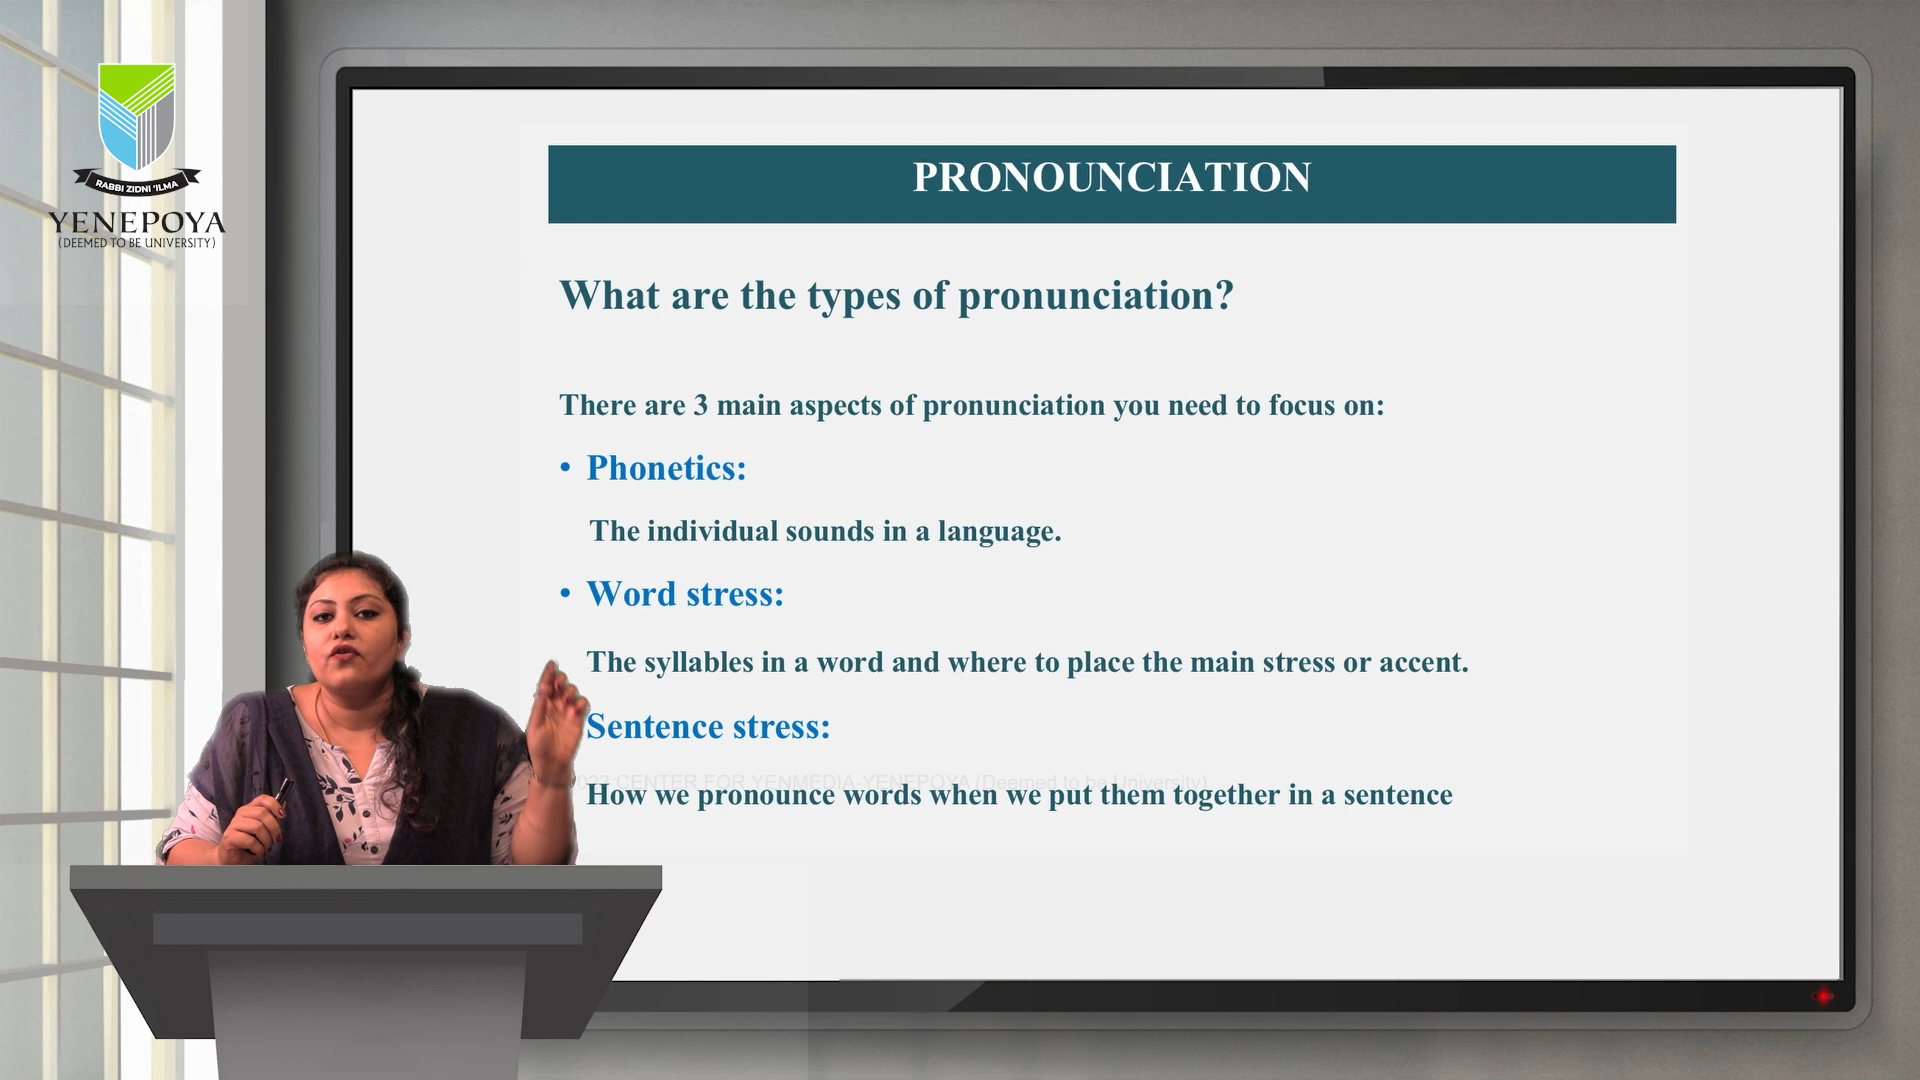 RABBI ZIDNI 'ILMA
YENEPOYA
(DEEMED TO BE UNIVERSITY)
PRONOUNCIATION
What are the types of pronunciation?
There are 3 main aspects of pronunciation you need to focus on:
• Phonetics:
The individual sounds in a language.
• Word stress:
The syllables in a word and where to place the main stress or accent.
Sentence stress:
CENTER FOR YENMEDIA-YENEPOYA (Deemed to be University)
How we pronounce words when we put them together in a sentence